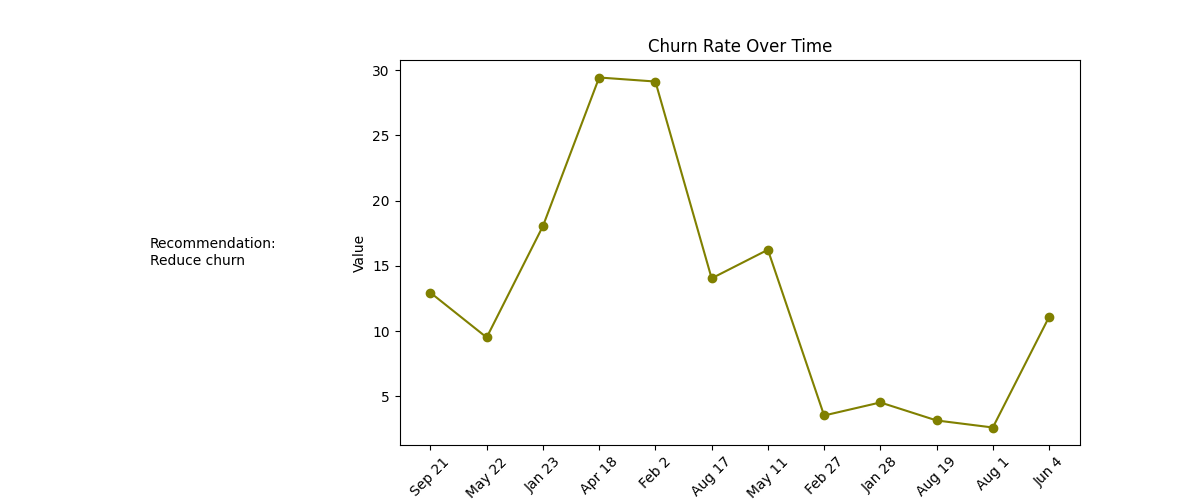 Churn Rate Over Time
Recommendation:
Reduce churn
Value
30
25
20
15
10
5
Sep 21
May 22
Jan 23
Apr 18
Feb 2
Aug 17
May 11
Feb 27
Jan 28
Aug 19
Aug 1
Jun 4